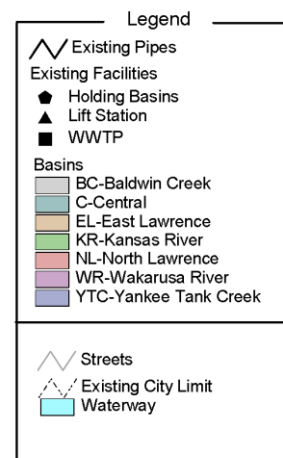 Legend
Existing Pipes
Existing Facilities
Holding Basins
Lift Station
WWTP
Basins
BC-Baldwin Creek
C-Central
EL-East Lawrence
KR-Kansas River
NL-North Lawrence
WR-Wakarusa River
YTC-Yankee Tank Creek
Streets
Existing City Limit
Waterway